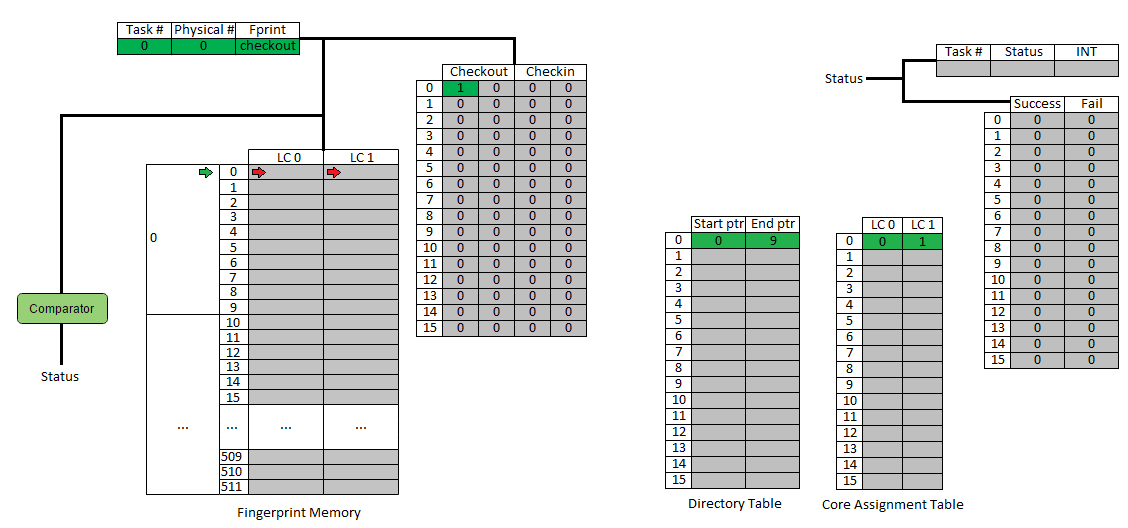 Task # Physical # Fprint
0 0 checkout
Checkout Checkin
0 1 0 0 0
1 0 0 0 0
2 0 0 0 0
3 0 0 0 0
4 0 0 0 0
5 0 0 0 0
6 0 0 0 0
7 0 0 0 0
8 0 0 0 0
9 0 0 0 0
10 0 0 0 0
11 0 0 0 0
12 0 0 0 0
13 0 0 0 0
14 0 0 0 0
15 0 0 0 0
Comparator
Status
LC 0 LC 1
0
0
1
2
3
4
5
6
7
8
9
10
11
12
13
14
15
... ... ... ...
509
510
511
Fingerprint Memory
Start ptr End ptr
0 0 9
1
2
3
4
5
6
7
8
9
10
11
12
13
14
15
Directory Table
LC 0 LC 1
0 0 1
1
2
3
4
5
6
7
8
9
10
11
12
13
14
15
Core Assignment Table
Status
Task # Status INT
Success Fail
0 0 0
1 0 0
2 0 0
3 0 0
4 0 0
5 0 0
6 0 0
7 0 0
8 0 0
9 0 0
10 0 0
11 0 0
12 0 0
13 0 0
14 0 0
15 0 0